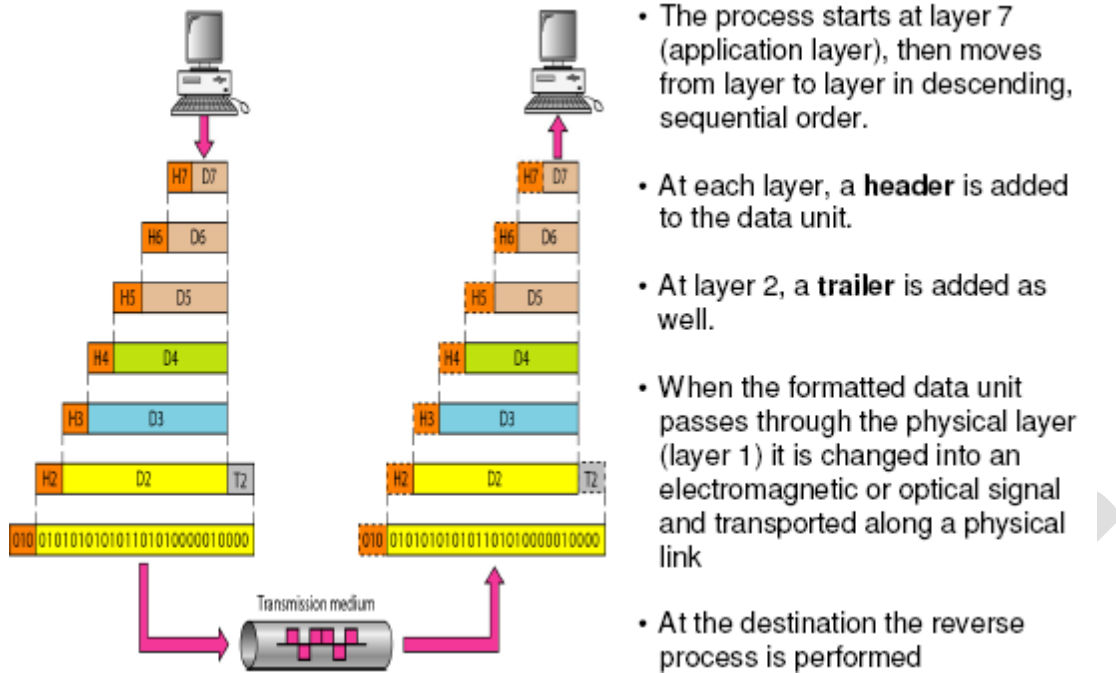 H7 D7
H6 D6
H5 D5
H4 D4
H3 D3
H2 D2 T2
010 010101010101101010000010000
Transmission medium
H7 D7
H6 D6
H5 D5
H4 D4
H3 D3
H2 D2 T2
010 010101010101101010000010000
• The process starts at layer 7
(application layer), then moves
from layer to layer in descending,
sequential order.
• At each layer, a header is added
to the data unit.
• At layer 2, a trailer is added as
well.
• When the formatted data unit
passes through the physical layer
(layer 1) it is changed into an
electromagnetic or optical signal
and transported along a physical
link
• At the destination the reverse
process is performed